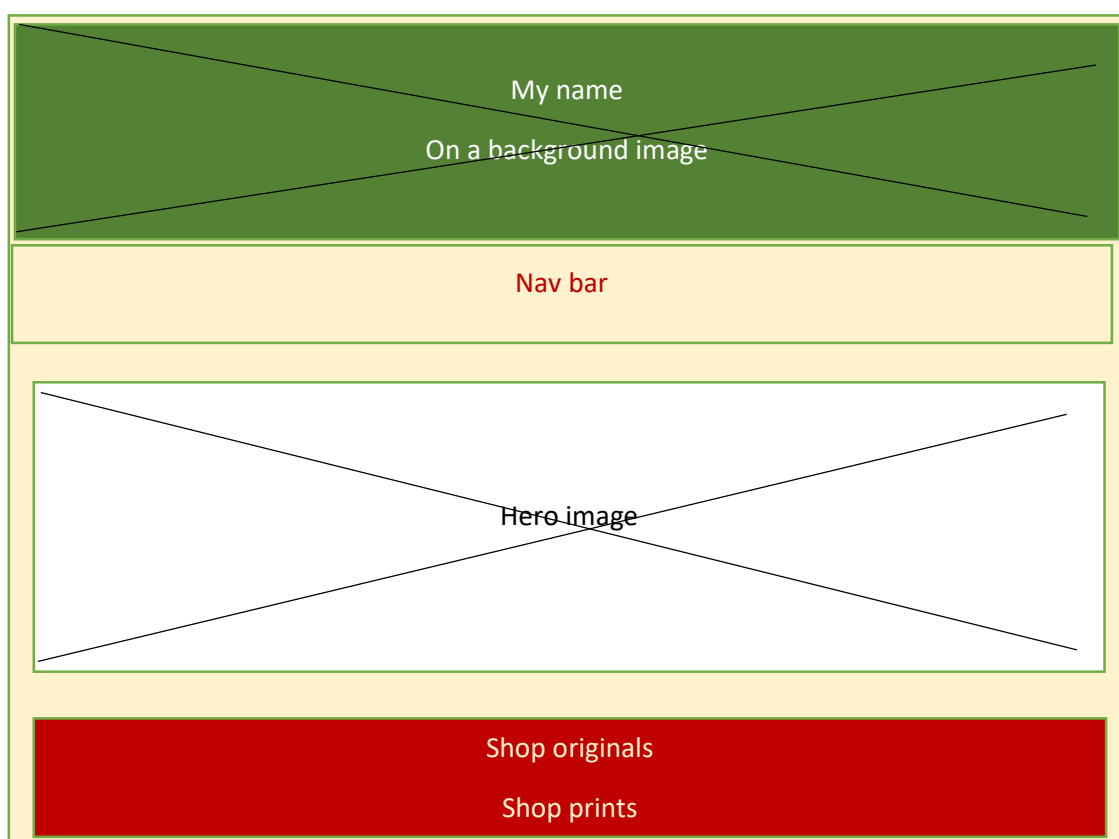 My name
On a background image
Nav bar
Hero image
Shop originals
Shop prints